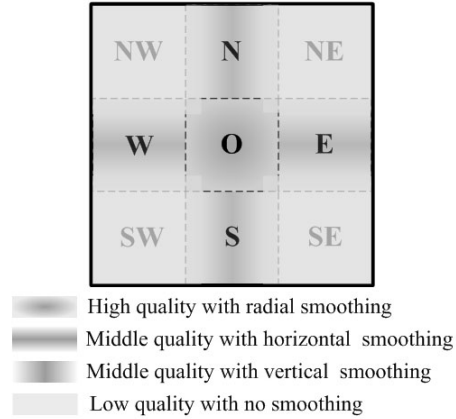 NW N NE
W O E
SW S SE
High quality with radial smoothing
Middle quality with horizontal smoothing
Middle quality with vertical smoothing
Low quality with no smoothing